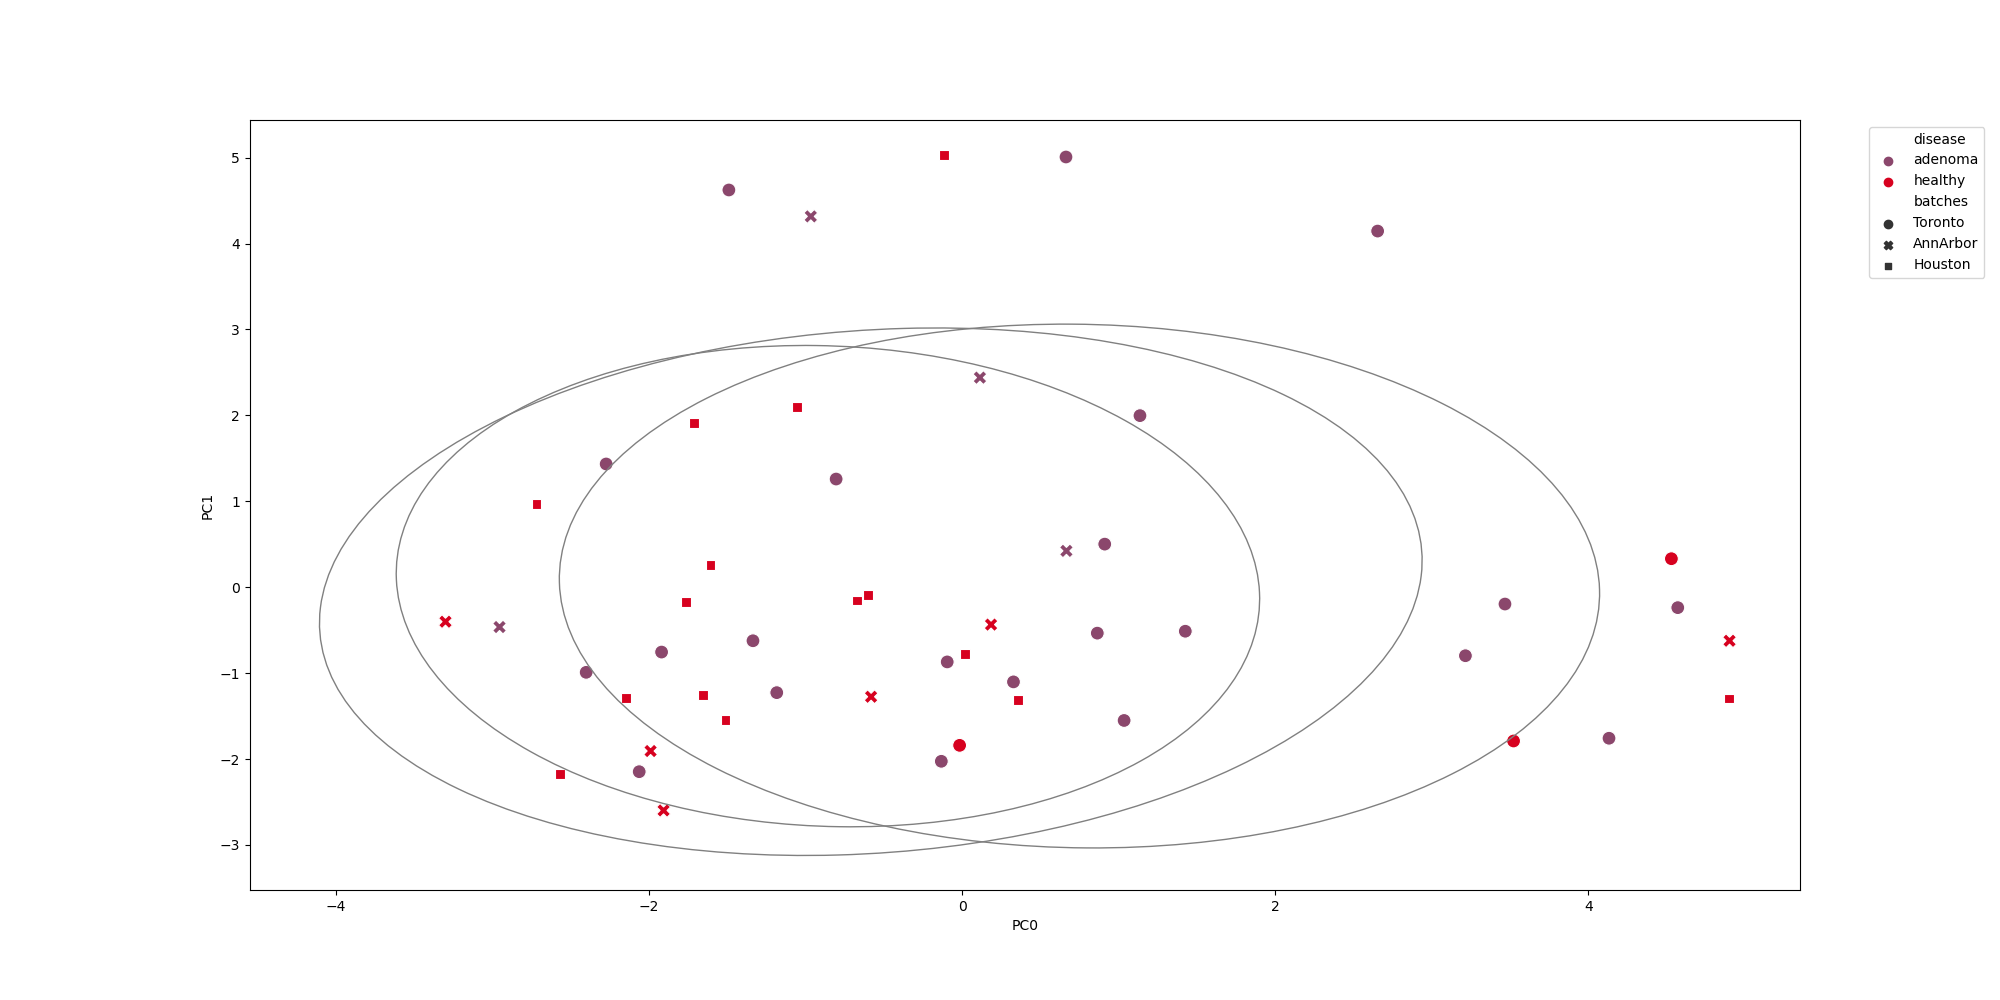 disease
adenoma
healthy
batches
Toronto
AnnArbor
Houston
5
4
3
2
1
0
−1
−2
−3
PC1
−4 −2 0 2 4
PC0